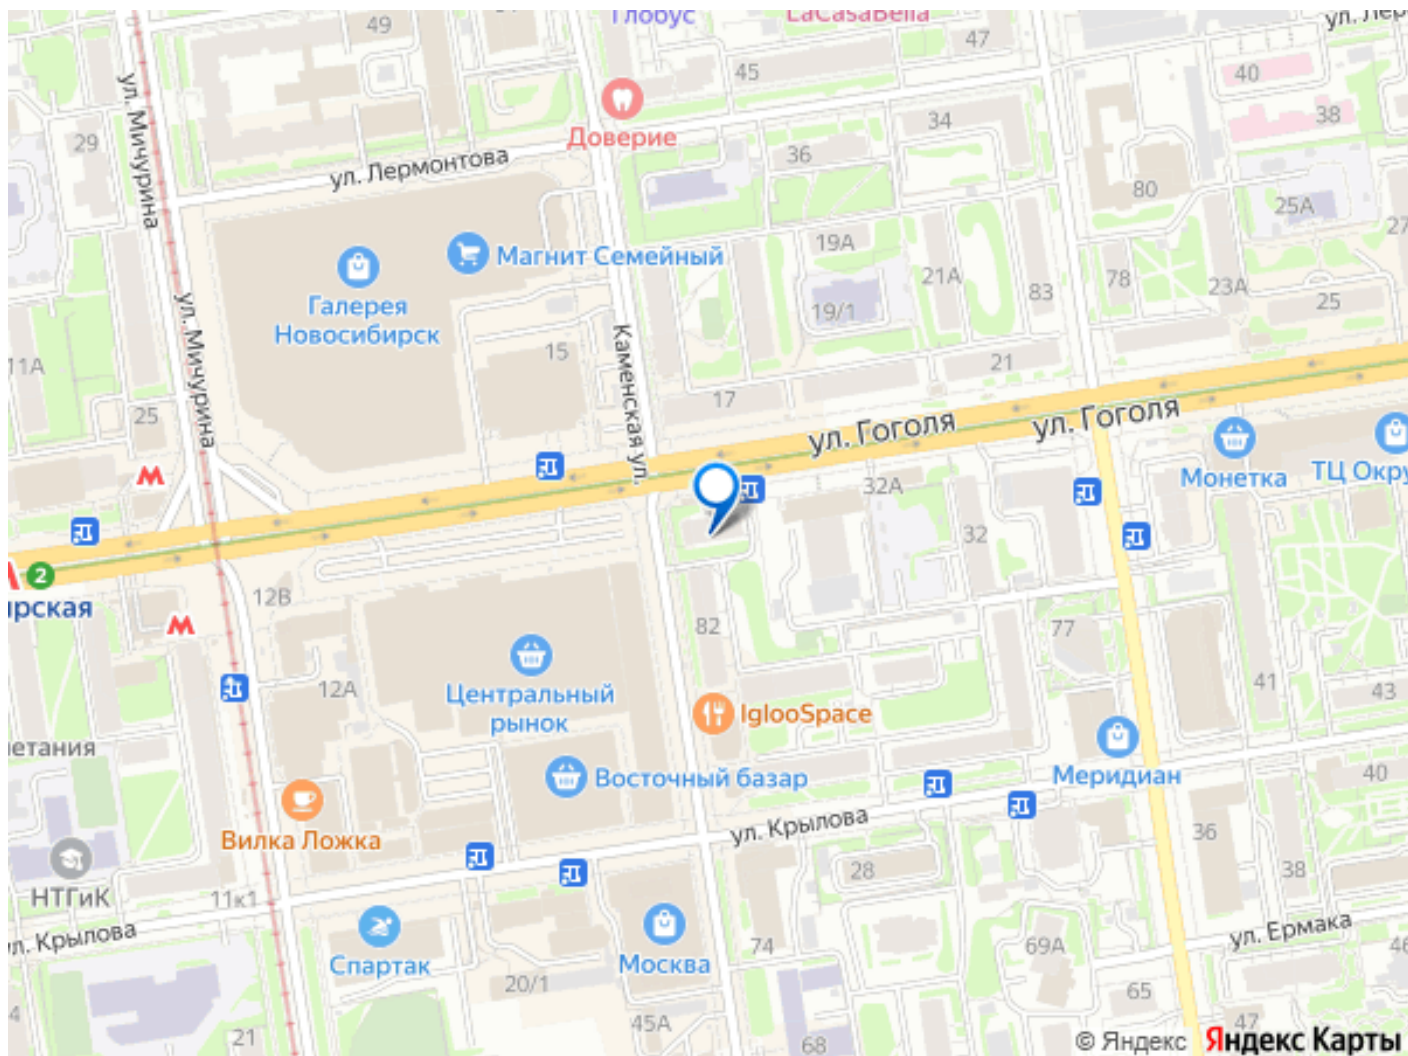 49
Глобус
LaCasaBella
47
45
40
38
ул. Мичурина
29
Доверие
34
36
ул. Лермонтова
80
25А
19А
Магнит Семейный
21А
83
78
23А
25
27
Галерея
Новосибирск
19/1
ул. Мичурина
Каменская ул.
15
21
11А
17
25
ул. Гоголя
ул. Гоголя
М
Монетка
ТЦ Окру
32А
32
2
12В
82
77
М
12А
Центральный
рынок
IglooSpace
41
43
Меридиан
Восточный базар
40
Вилка Ложка
ул. Крылова
36
28
38
НТГиК
11к1
ул. Крылова
Спартак
Москва
74
69А
ул. Ермака
46
20/1
65
45А
68
47
21
© Яндекс Яндекс Карты